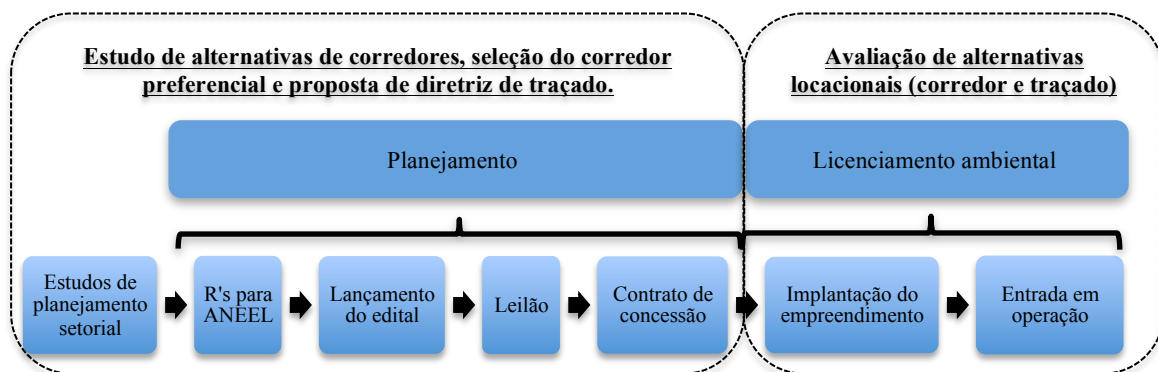 Estudo de alternativas de corredores, seleção do corredor
preferencial e proposta de diretriz de traçado.
Avaliação de alternativas
locacionais (corredor e traçado)
Planejamento
Licenciamento ambiental
Estudos de
planejamento
setorial
R's para
ANEEL
Lançamento
do edital
Leilão
Contrato de
concessão
Implantação do
empreendimento
Entrada em
operação